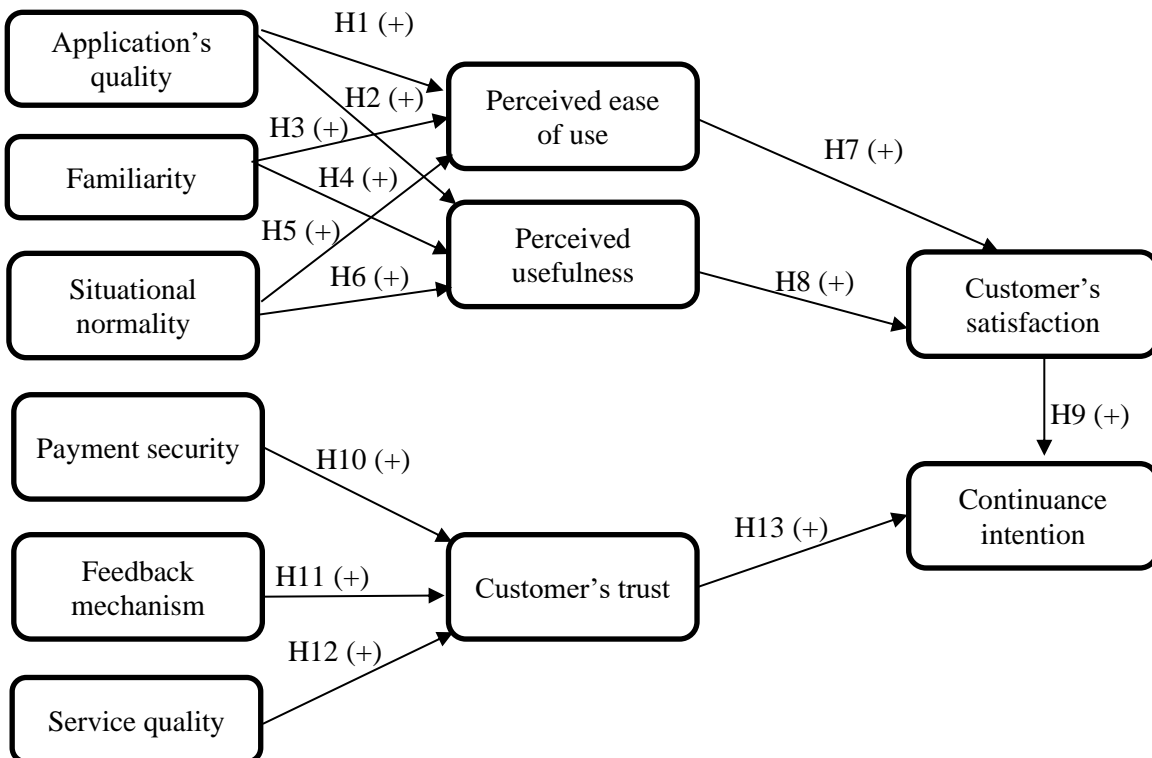 Application’s
quality
H1 (+)
Perceived ease
of use
H2 (+)
H3 (+)
Familiarity
H7 (+)
H4 (+)
H5 (+)
Perceived
usefulness
Situational
normality
H6 (+)
H8 (+)
Customer’s
satisfaction
H9 (+)
Payment security
H10 (+)
Continuance
intention
H13 (+)
Feedback
mechanism
H11 (+)
Customer’s trust
H12 (+)
Service quality